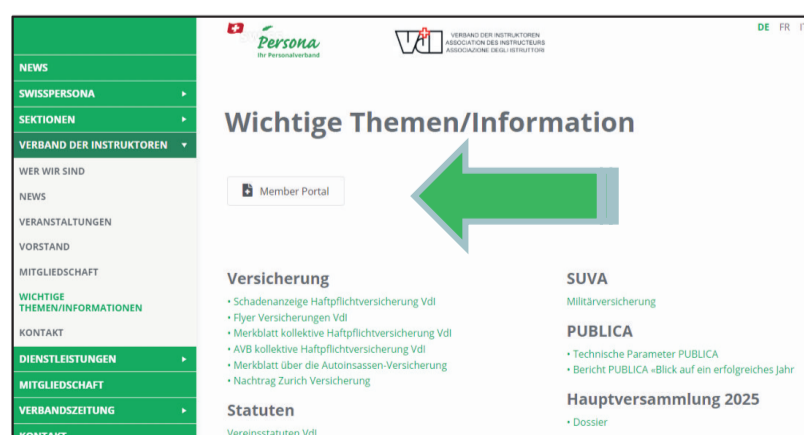 Persona
Ihr Personalverband
VdI
VERBAND DER INSTRUKTOREN
ASSOCIATION DES INSTRUCTEURS
ASSOCIAZIONE DEGLI ISTRUTTORI
DE FR
NEWS
SWISSPERSONA
SEKTIONEN
VERBAND DER INSTRUKTOREN
WER WIR SIND
NEWS
VERANSTALTUNGEN
VORSTAND
MITGLIEDSCHAFT
WICHTIGE
THEMEN/INFORMATIONEN
KONTAKT
DIENSTLEISTUNGEN
MITGLIEDSCHAFT
VERBANDSZEITUNG
KONTAKT
Wichtige Themen/Information
Member Portal
Versicherung
• Schadenanzeige Haftpflichtversicherung VdI
• Flyer Versicherungen VdI
• Merkblatt kollektive Haftpflichtversicherung VdI
• AVB kollektive Haftpflichtversicherung VdI
• Merkblatt über die Autoinsassen-Versicherung
• Nachtrag Zurich Versicherung
Statuten
Vereinsstatuten VdI
SUVA
Militärversicherung
PUBLICA
• Technische Parameter PUBLICA
• Bericht PUBLICA «Blick auf ein erfolgreiches Jahr
Hauptversammlung 2025
• Dossier